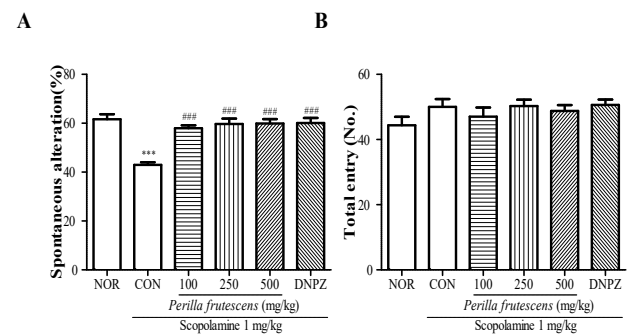 A
B
Spontaneous alteration(%)
80
60
40
20
0
***
###
###
###
###
NOR CON 100 250 500 DNPZ
Perilla frutescens (mg/kg)
Scopolamine 1 mg/kg
Total entry (No.)
60
40
20
0
NOR CON 100 250 500 DNPZ
Perilla frutescens (mg/kg)
Scopolamine 1 mg/kg